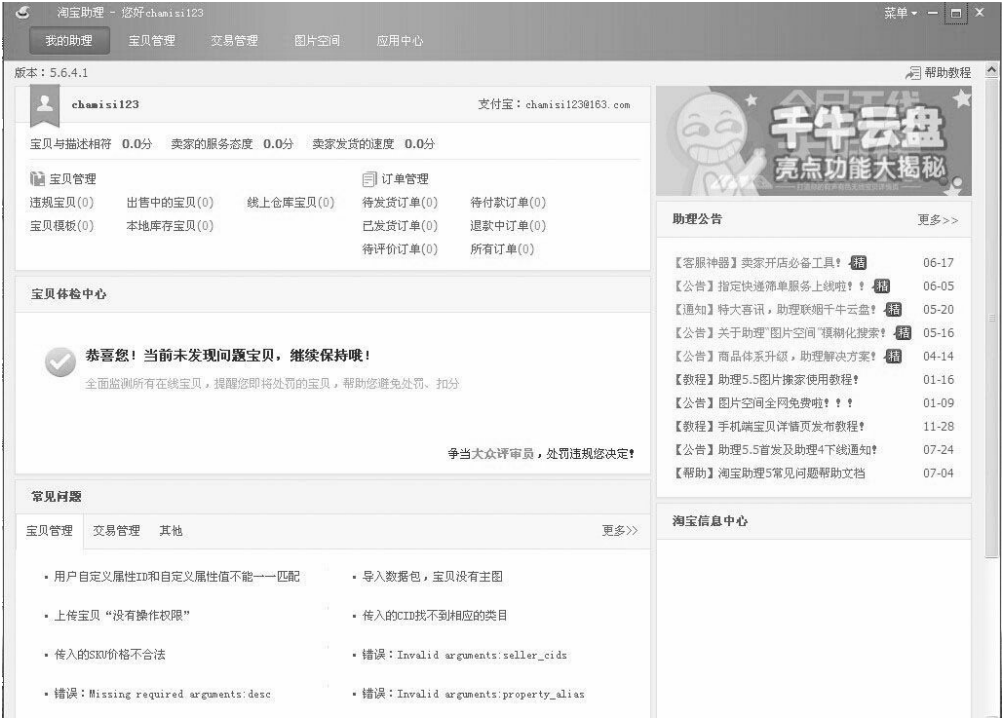 淘宝助理 - 您好chamisi123
菜单
我的助理 宝贝管理 交易管理 图片空间 应用中心
版本：5.6.4.1
帮助教程
chamisi123
支付宝：chamisi123@163.com
宝贝与描述相符 0.0分 卖家的服务态度 0.0分 卖家发货的速度 0.0分
宝贝管理
违规宝贝(0) 出售中的宝贝(0) 线上仓库宝贝(0)
宝贝模板(0) 本地库存宝贝(0)
订单管理
待发货订单(0) 待付款订单(0)
已发货订单(0) 退款中订单(0)
待评价订单(0) 所有订单(0)
宝贝体检中心
恭喜您！当前未发现问题宝贝，继续保持哦！
全面监测所有在线宝贝，提醒您即将处罚的宝贝，帮助您避免处罚、扣分
争当大众评审员，处罚违规您决定！
常见问题
宝贝管理 交易管理 其他 更多>>
用户自定义属性ID和自定义属性值不能一一匹配
导入数据包，宝贝没有主图
上传宝贝“没有操作权限”
传入的CID找不到相应的类目
传入的SKU价格不合法
错误：Invalid arguments:seller_cids
错误：Missing required arguments:desc
错误：Invalid arguments:property_alias
千牛云盘
亮点功能大揭秘
助理公告 更多>>
【客服神器】卖家开店必备工具！ 精 06-17
【公告】指定快递筛单服务上线啦！！ 精 06-05
【通知】特大喜讯，助理联姻千牛云盘！ 精 05-20
【公告】关于助理"图片空间"模糊化搜索！ 精 05-16
【公告】商品体系升级，助理解决方案！ 精 04-14
【教程】助理5.5图片搬家使用教程！ 01-16
【公告】图片空间全网免费啦！！！ 01-09
【教程】手机端宝贝详情页发布教程！ 11-28
【公告】助理5.5首发及助理4下线通知！ 07-24
【帮助】淘宝助理5常见问题帮助文档 07-04
淘宝信息中心